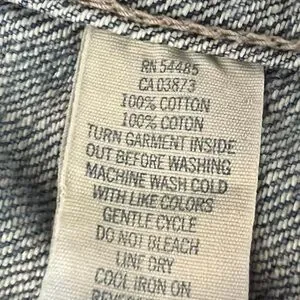 RN 54485
CA 03873
100% COTTON
100% COTON
TURN GARMENT INSIDE
OUT BEFORE WASHING
MACHINE WASH COLD
WITH LIKE COLORS
GENTLE CYCLE
DO NOT BLEACH
LINE DRY
COOL IRON ON